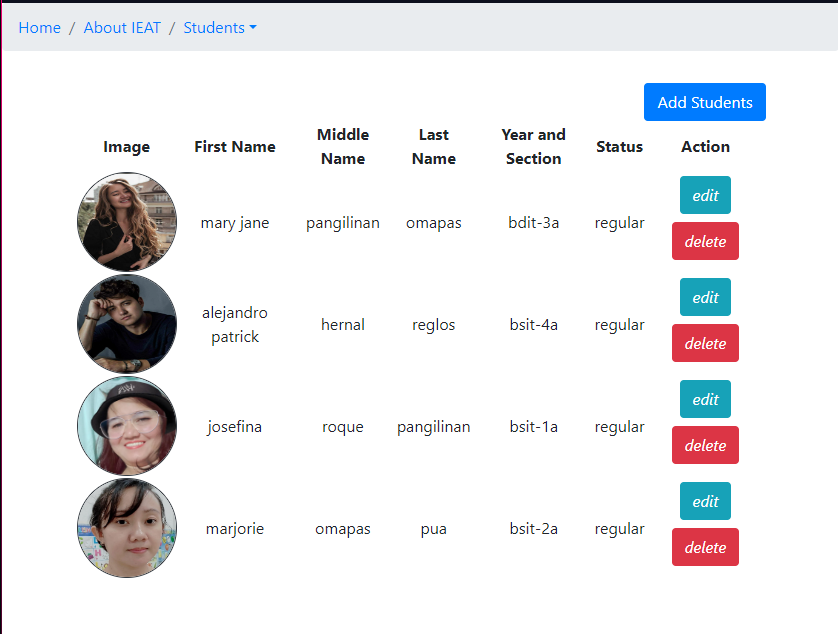 Home / About IEAT / Students
Add Students
Image First Name Middle Name Last Name Year and Section Status Action
mary jane pangilinan omapas bdit-3a regular edit delete
alejandro patrick hernal reglos bsit-4a regular edit delete
josefina roque pangilinan bsit-1a regular edit delete
marjorie omapas pua bsit-2a regular edit delete